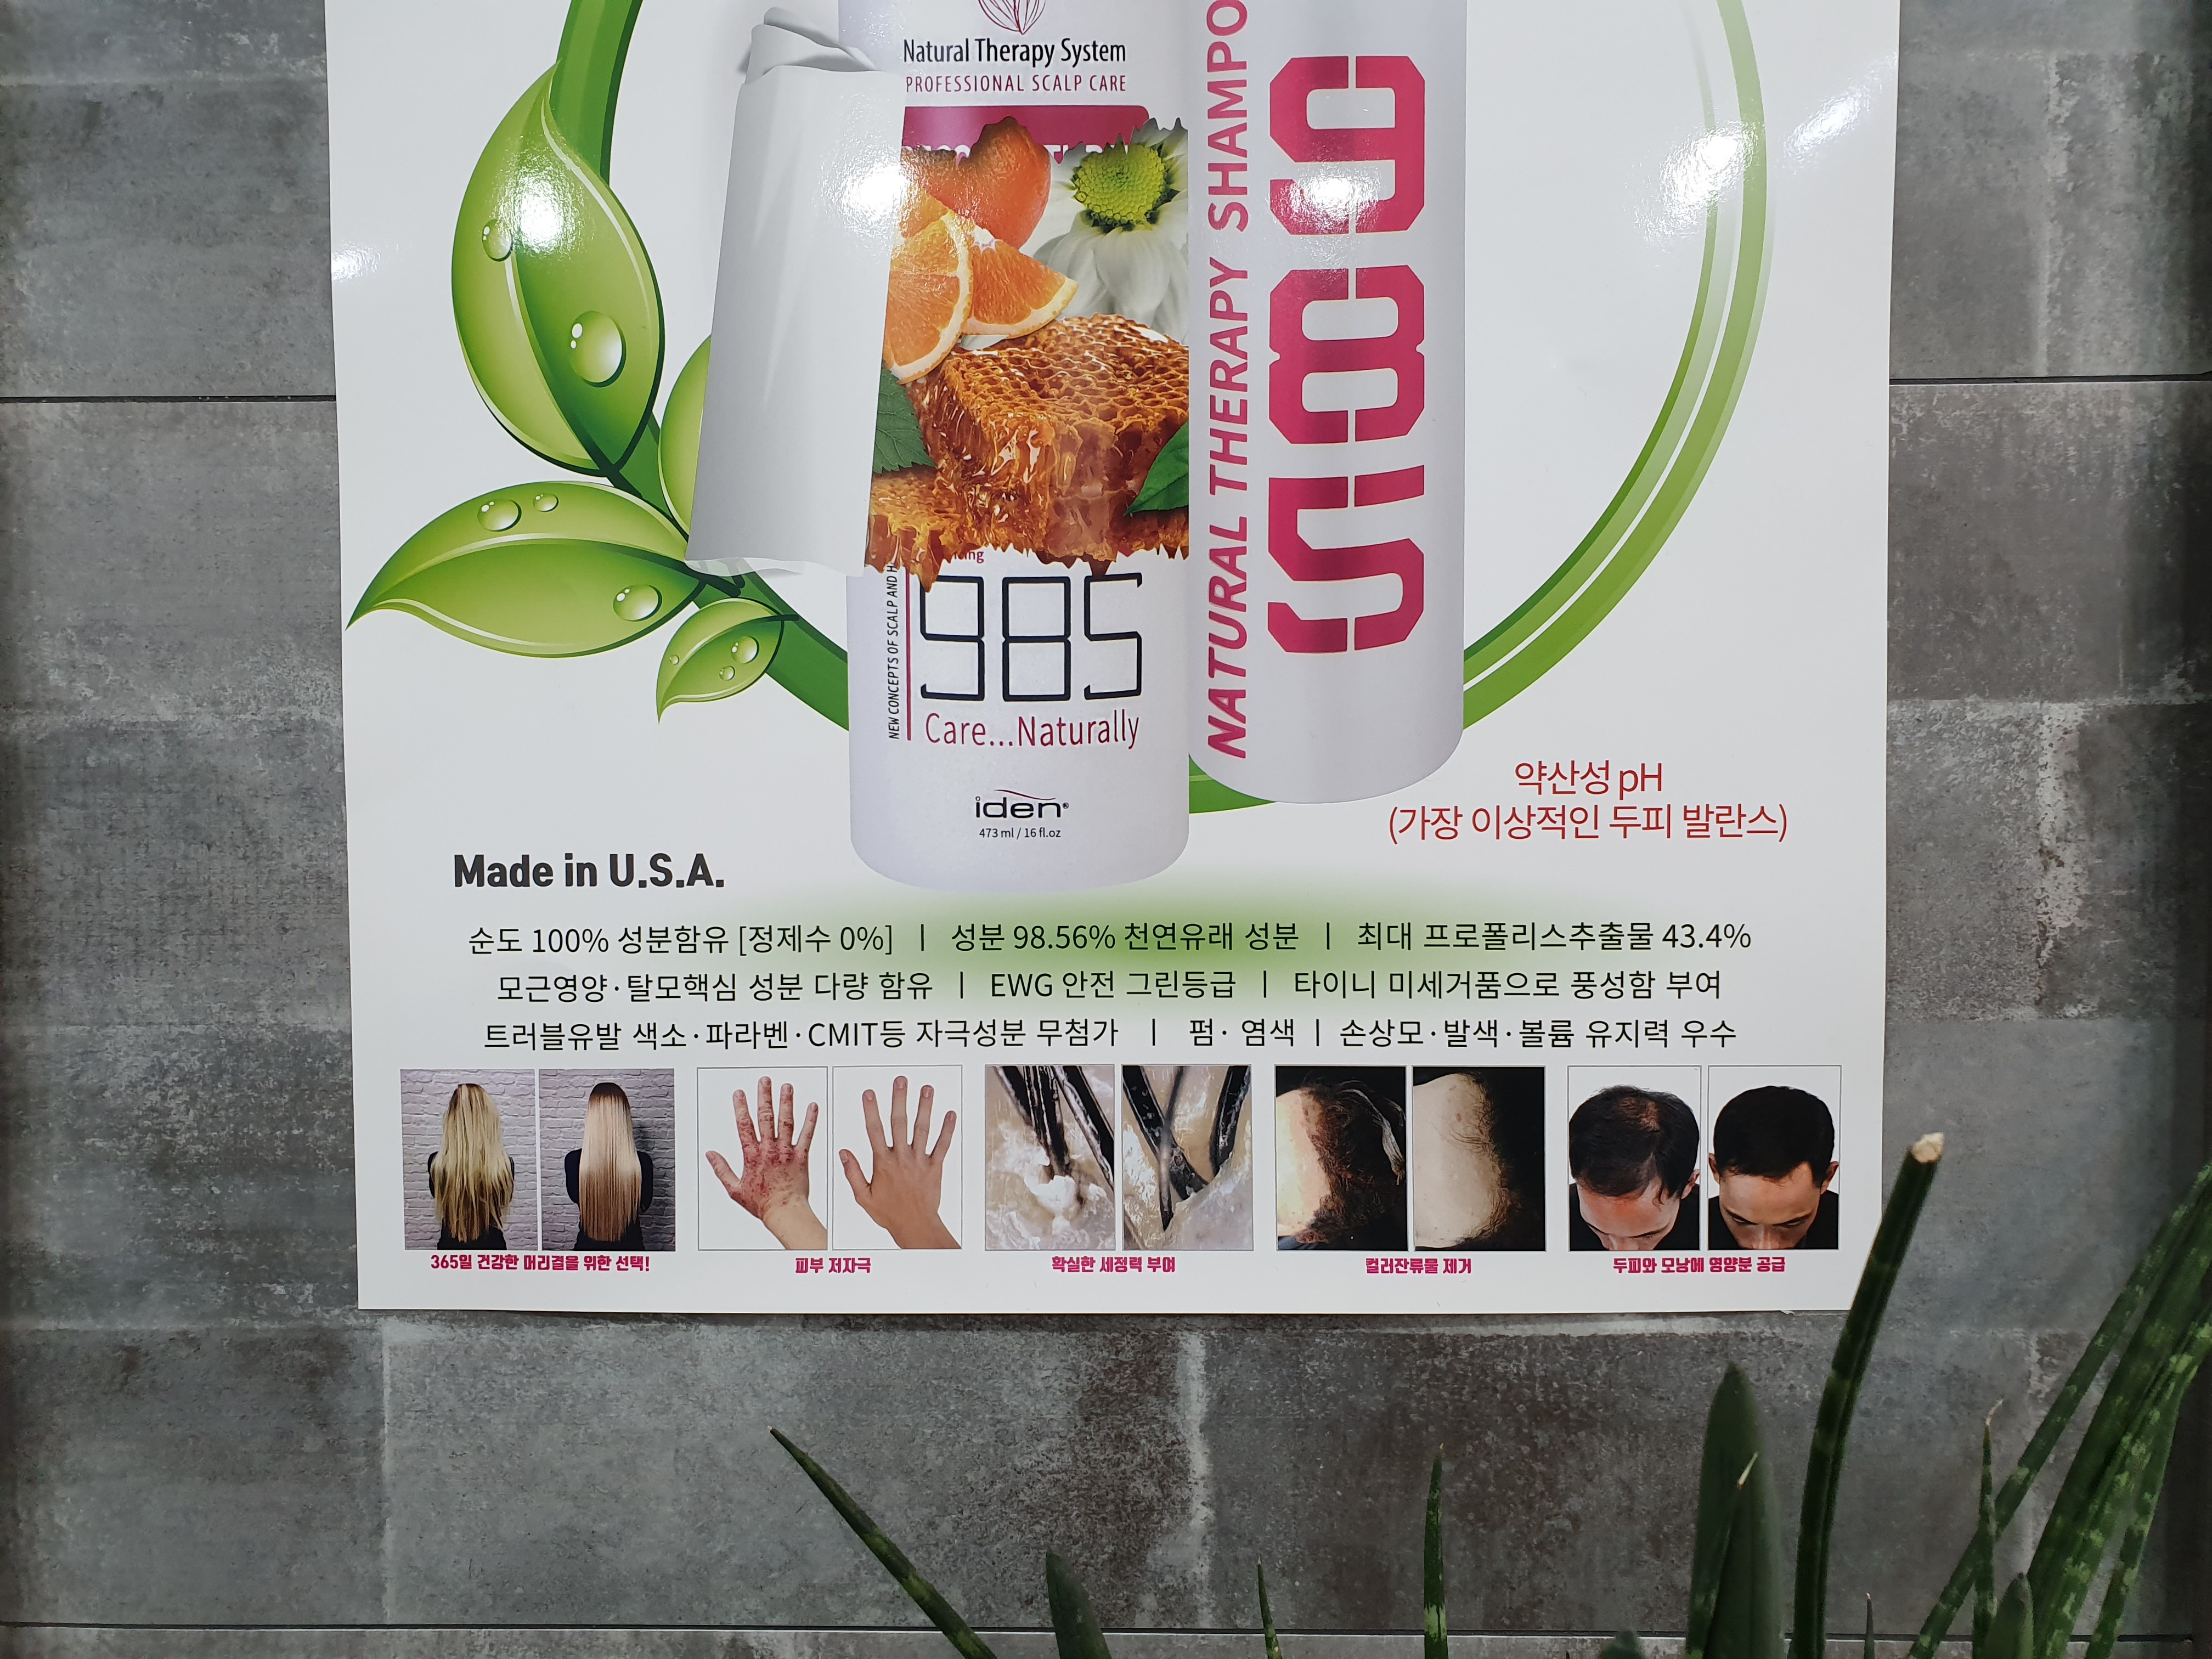 Natural Therapy System
PROFESSIONAL SCALP CARE
985
Care...Naturally
NEW CONCEPTS OF SCALP AND
iden®
473 ml / 16 fl.oz
NATURAL THERAPY SHAMPO
985
약산성 pH
(가장 이상적인 두피 발란스)
Made in U.S.A.
순도 100% 성분함유 [정제수 0%] | 성분 98.56% 천연유래 성분 | 최대 프로폴리스추출물 43.4%
모근영양·탈모핵심 성분 다량 함유 | EWG 안전 그린등급 | 타이니 미세거품으로 풍성함 부여
트러블유발 색소·파라벤·CMIT등 자극성분 무첨가 | 펌· 염색 | 손상모·발색·볼륨 유지력 우수
365일 건강한 머리결을 위한 선택!
피부 저자극
확실한 세정력 부여
컬러잔류물 제거
두피와 모낭에 영양분 공급